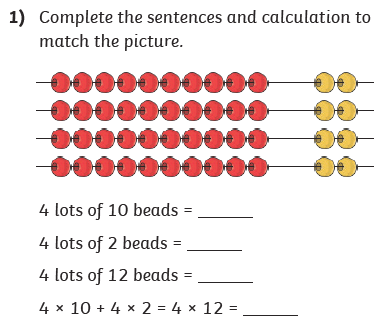 1) Complete the sentences and calculation to
match the picture.
4 lots of 10 beads = ______
4 lots of 2 beads = ______
4 lots of 12 beads = ______
4 × 10 + 4 × 2 = 4 × 12 = ______